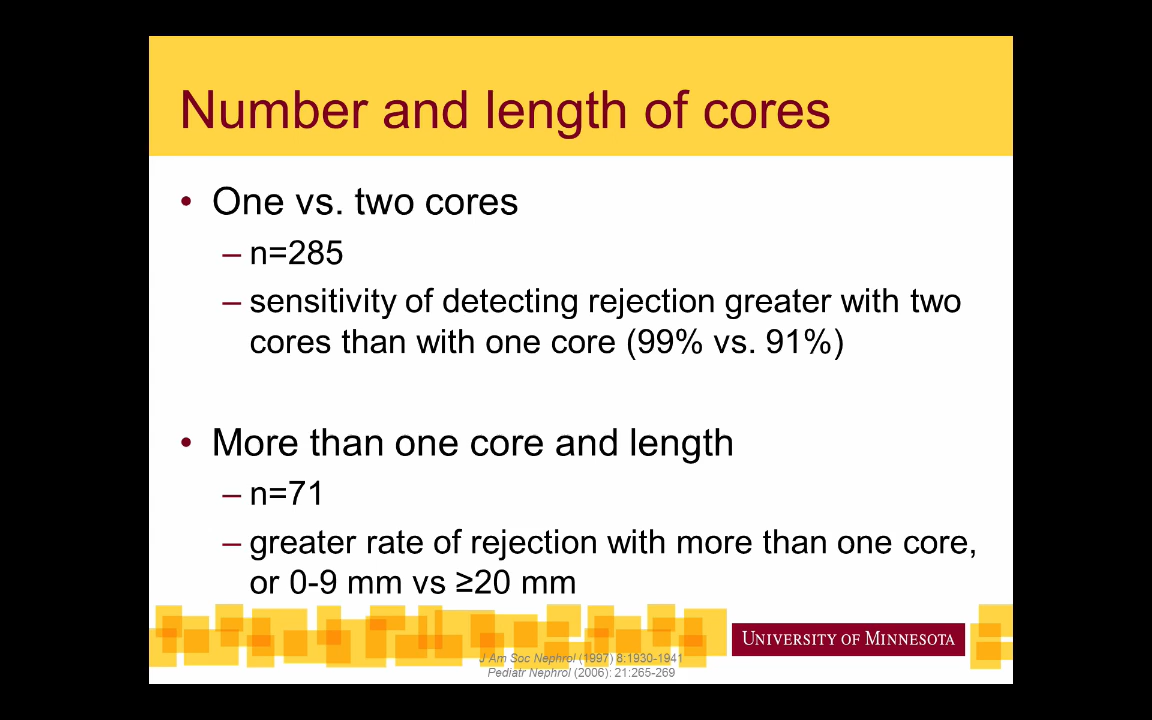 Number and length of cores
• One vs. two cores
– n=285
– sensitivity of detecting rejection greater with two
cores than with one core (99% vs. 91%)
• More than one core and length
– n=71
– greater rate of rejection with more than one core,
or 0-9 mm vs ≥20 mm
UNIVERSITY OF MINNESOTA
J Am Soc Nephrol (1997) 8:1930-1941
Pediatr Nephrol (2006): 21:265-269